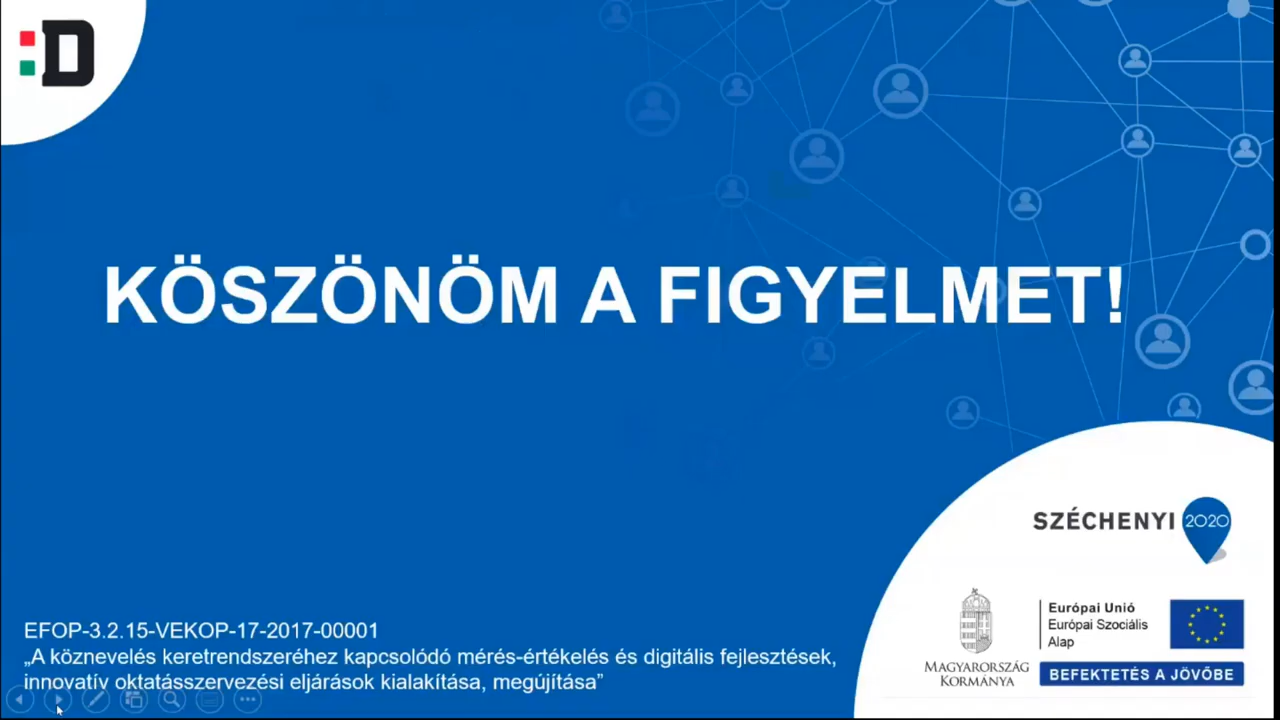 :D
KÖSZÖNÖM A FIGYELMET!
SZÉCHENYI 2020
EFOP-3.2.15-VEKOP-17-2017-00001
„A köznevelés keretrendszeréhez kapcsolódó mérés-értékelés és digitális fejlesztések,
innovatív oktatásszervezési eljárások kialakítása, megújítása”
MAGYARORSZÁG
KORMÁNYA
Európai Unió
Európai Szociális
Alap
BEFEKTETÉS A JÖVŐBE